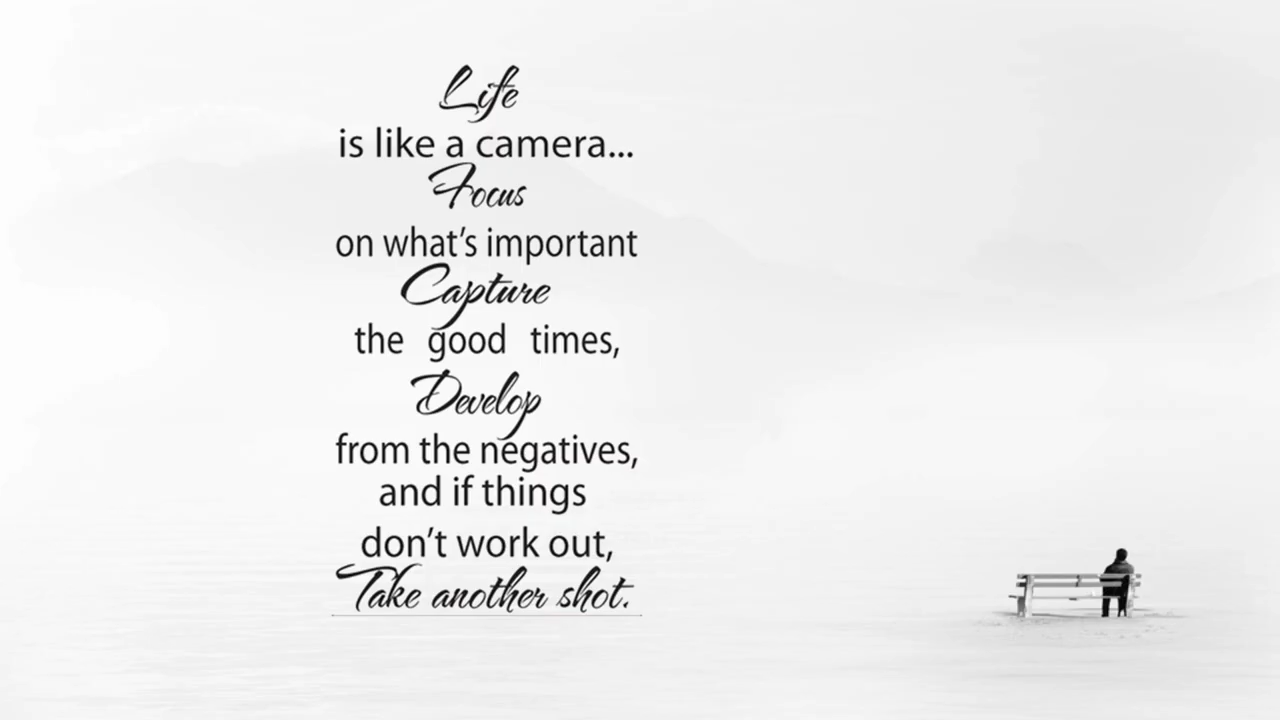 Life
is like a camera...
Focus
on what's important
Capture
the good times,
Develop
from the negatives,
and if things
don't work out,
Take another shot.